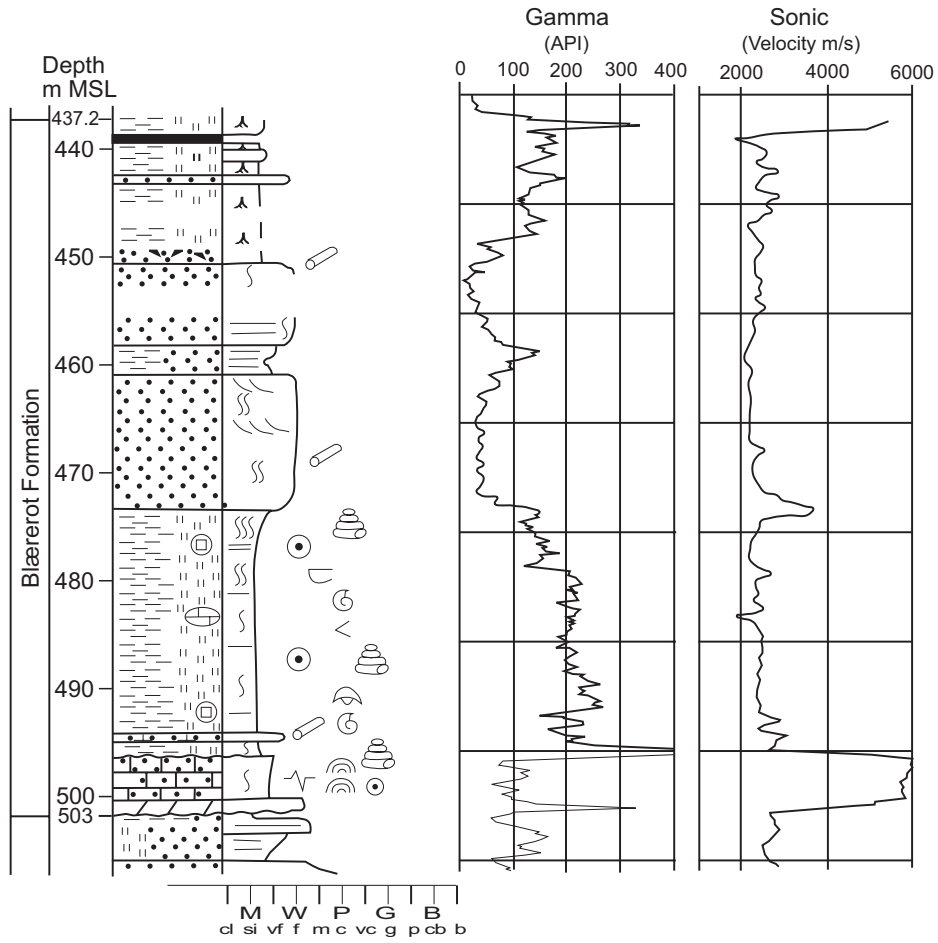 Gamma
(API)
Sonic
(Velocity m/s)
Depth
m MSL
0 100 200 300 400
2000 4000 6000
437.2
440
450
460
470
480
490
500
503
Blærerot Formation
M W P G B
cl si vf f m c vc g p cb b